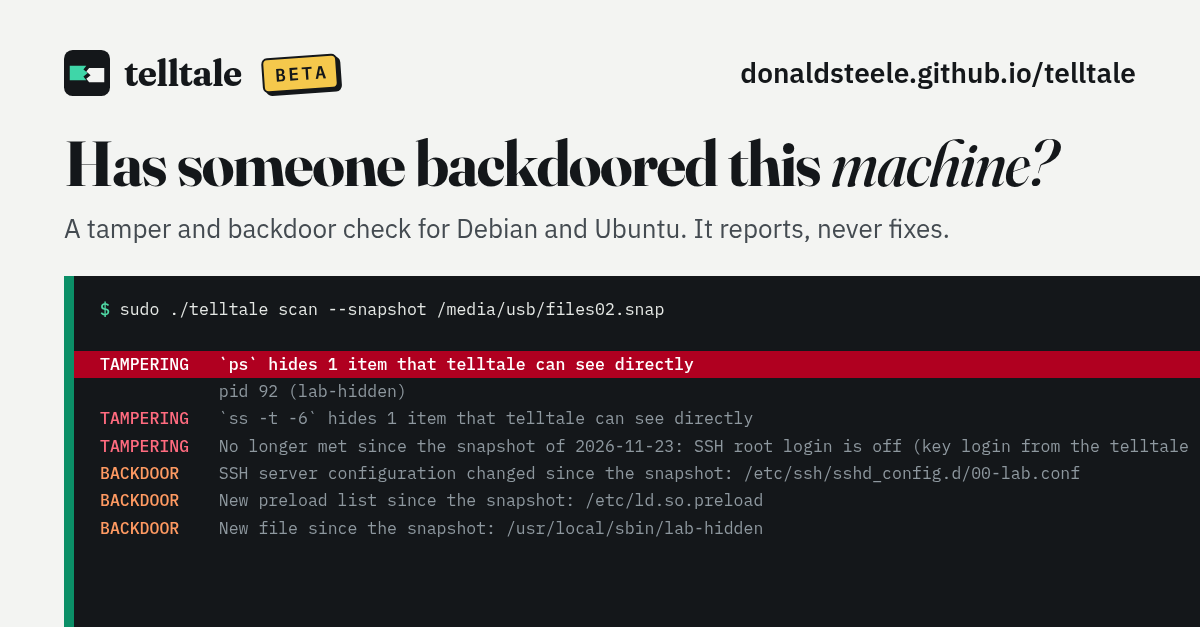 telltale BETA donaldsteele.github.io/telltale
Has someone backdoored this machine?
A tamper and backdoor check for Debian and Ubuntu. It reports, never fixes.
$ sudo ./telltale scan --snapshot /media/usb/files02.snap
TAMPERING `ps` hides 1 item that telltale can see directly
pid 92 (lab-hidden)
TAMPERING `ss -t -6` hides 1 item that telltale can see directly
TAMPERING No longer met since the snapshot of 2026-11-23: SSH root login is off (key login from the telltale
BACKDOOR SSH server configuration changed since the snapshot: /etc/ssh/sshd_config.d/00-lab.conf
BACKDOOR New preload list since the snapshot: /etc/ld.so.preload
BACKDOOR New file since the snapshot: /usr/local/sbin/lab-hidden